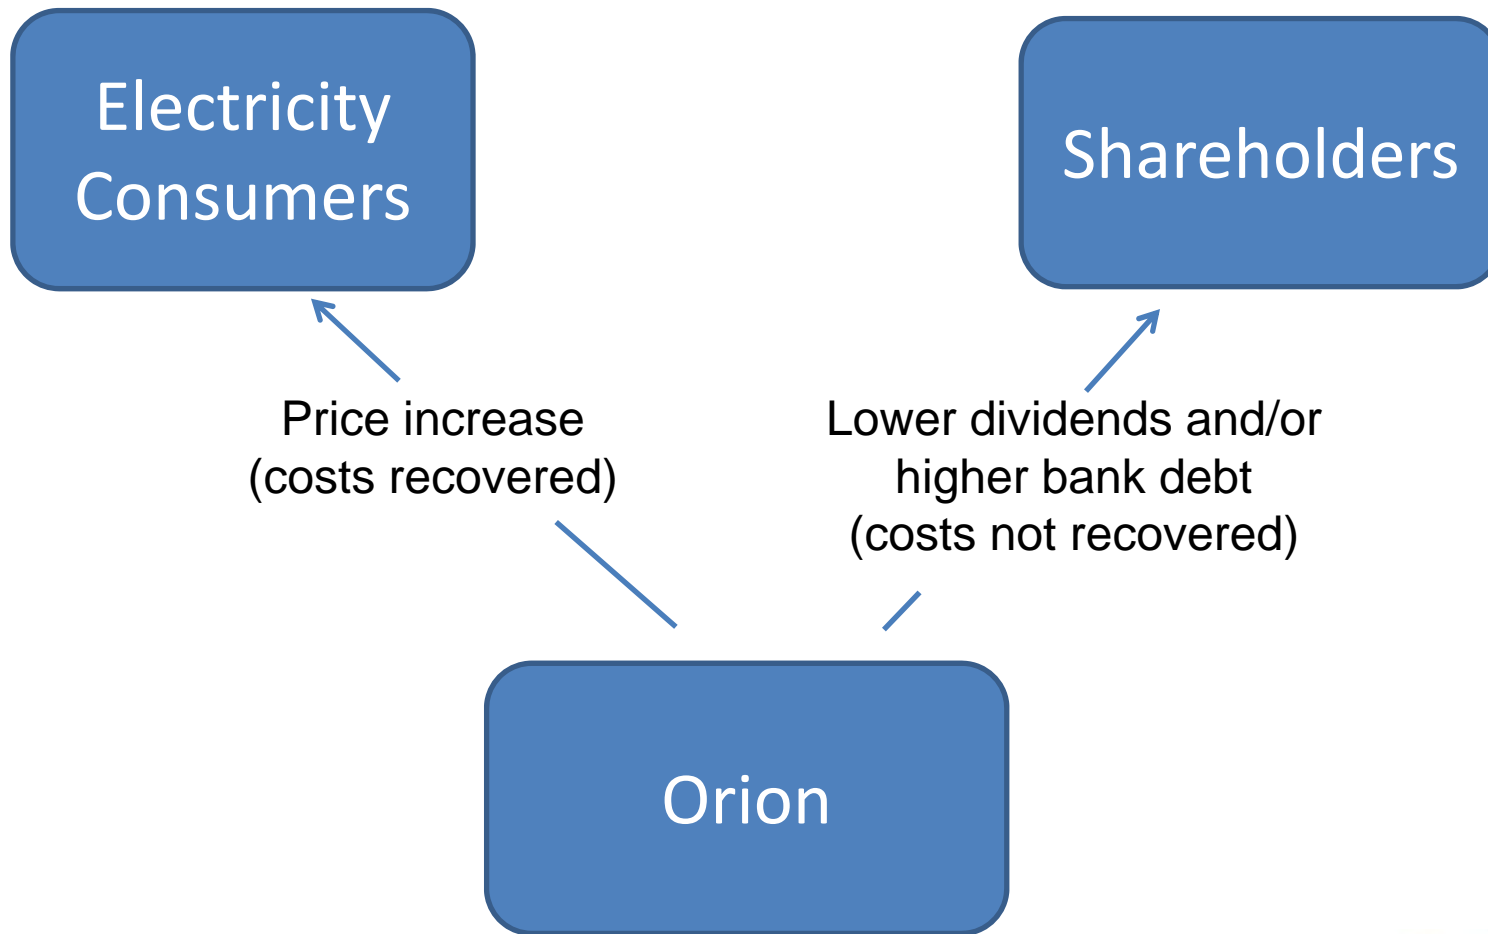 Electricity
Consumers
Shareholders
Price increase
(costs recovered)
Lower dividends and/or
higher bank debt
(costs not recovered)
Orion